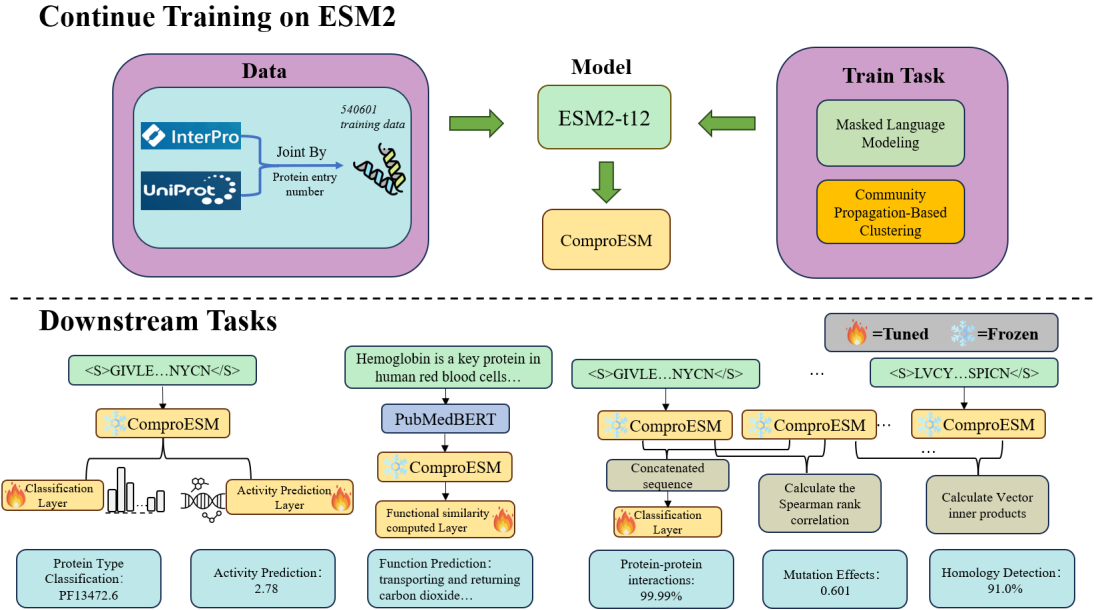 Continue Training on ESM2
Data
InterPro
UniProt
Joint By
Protein entry
number
540601
training data
Model
ESM2-t12
ComproESM
Train Task
Masked Language
Modeling
Community
Propagation-Based
Clustering
Downstream Tasks
=Tuned
=Frozen
<S>GIVLE…NYCN</S>
ComproESM
Classification
Layer
Activity Prediction
Layer
Protein Type
Classification：
PF13472.6
Activity Prediction：
2.78
Hemoglobin is a key protein in
human red blood cells…
PubMedBERT
ComproESM
Functional similarity
computed Layer
Function Prediction：
transporting and returning
carbon dioxide…
<S>GIVLE…NYCN</S>
…
<S>LVCY…SPICN</S>
ComproESM
ComproESM
…
ComproESM
…
Concatenated
sequence
Classification
Layer
Calculate the
Spearman rank
correlation
Calculate Vector
inner products
Protein-protein
interactions:
99.99%
Mutation Effects：
0.601
Homology Detection：
91.0%